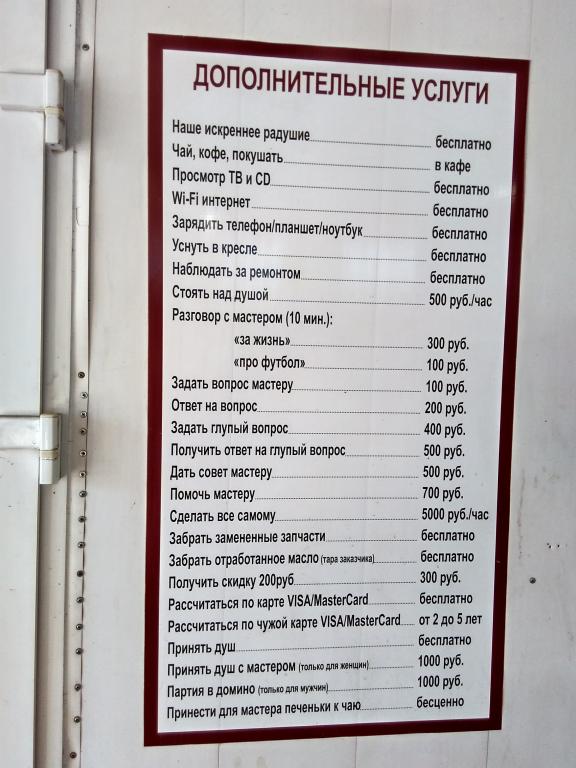 ДОПОЛНИТЕЛЬНЫЕ УСЛУГИ
Наше искреннее радушие бесплатно
Чай, кофе, покушать в кафе
Просмотр ТВ и CD бесплатно
Wi-Fi интернет бесплатно
Зарядить телефон/планшет/ноутбук бесплатно
Уснуть в кресле бесплатно
Наблюдать за ремонтом бесплатно
Стоять над душой 500 руб./час
Разговор с мастером (10 мин.):
«за жизнь» 300 руб.
«про футбол» 100 руб.
Задать вопрос мастеру 100 руб.
Ответ на вопрос 200 руб.
Задать глупый вопрос 400 руб.
Получить ответ на глупый вопрос 500 руб.
Дать совет мастеру 500 руб.
Помочь мастеру 700 руб.
Сделать все самому 5000 руб./час
Забрать замененные запчасти бесплатно
Забрать отработанное масло (тара заказчика) бесплатно
Получить скидку 200руб 300 руб.
Рассчитаться по карте VISA/MasterCard бесплатно
Рассчитаться по чужой карте VISA/MasterCard от 2 до 5 лет
Принять душ бесплатно
Принять душ с мастером (только для женщин) 1000 руб.
Партия в домино (только для мужчин) 1000 руб.
Принести для мастера печеньки к чаю бесценно